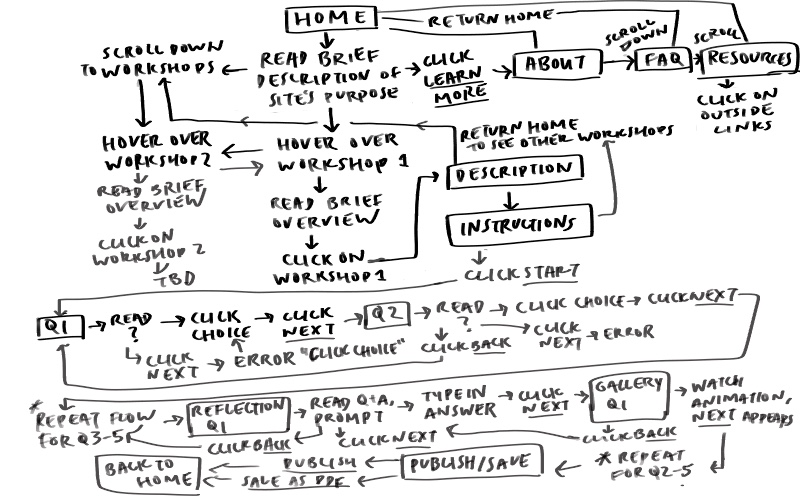 HOME
RETURN HOME
SCROLL DOWN
TO WORKSHOPS
READ BRIEF
DESCRIPTION OF
SITE'S PURPOSE
CLICK
LEARN
MORE
ABOUT
SCROLL
DOWN
FAQ
SCROLL
RESOURCES
CLICK ON
OUTSIDE
LINKS
HOVER OVER
WORKSHOP 2
HOVER OVER
WORKSHOP 1
RETURN HOME
TO SEE OTHER WORKSHOPS
READ BRIEF
OVERVIEW
READ BRIEF
OVERVIEW
DESCRIPTION
INSTRUCTIONS
CLICK ON
WORKSHOP 2
TBD
CLICK ON
WORKSHOP 1
CLICK START
Q1
READ
?
CLICK
CHOICE
CLICK
NEXT
Q2
READ
?
CLICK CHOICE
CLICK NEXT
CLICK
NEXT
ERROR "CLICK CHOICE"
CLICK BACK
CLICK
NEXT
ERROR
* REPEAT FLOW
FOR Q3-5
REFLECTION
Q1
READ Q+A,
PROMPT
TYPE IN
ANSWER
CLICK
NEXT
GALLERY
Q1
WATCH
ANIMATION,
NEXT APPEARS
CLICK BACK
CLICK NEXT
CLICK BACK
* REPEAT
FOR Q2-5
PUBLISH/SAVE
PUBLISH
SAVE AS PDF
BACK TO
HOME